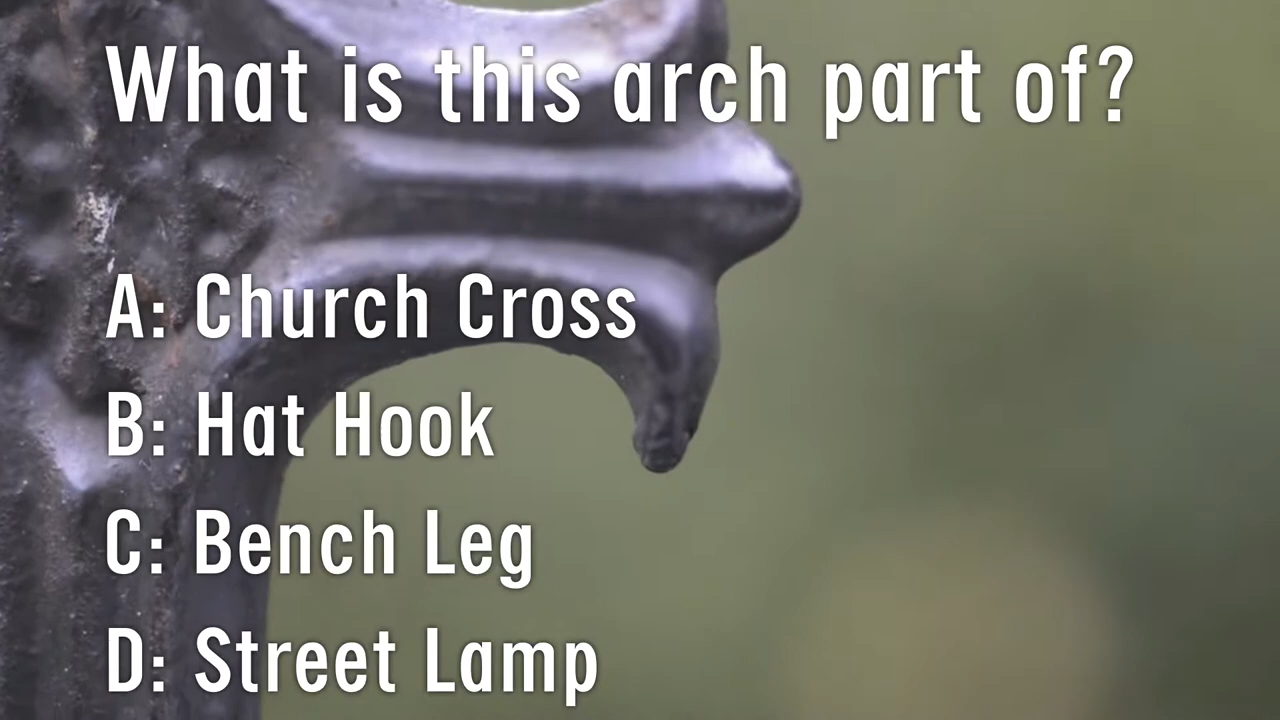 What is this arch part of?
A: Church Cross
B: Hat Hook
C: Bench Leg
D: Street Lamp